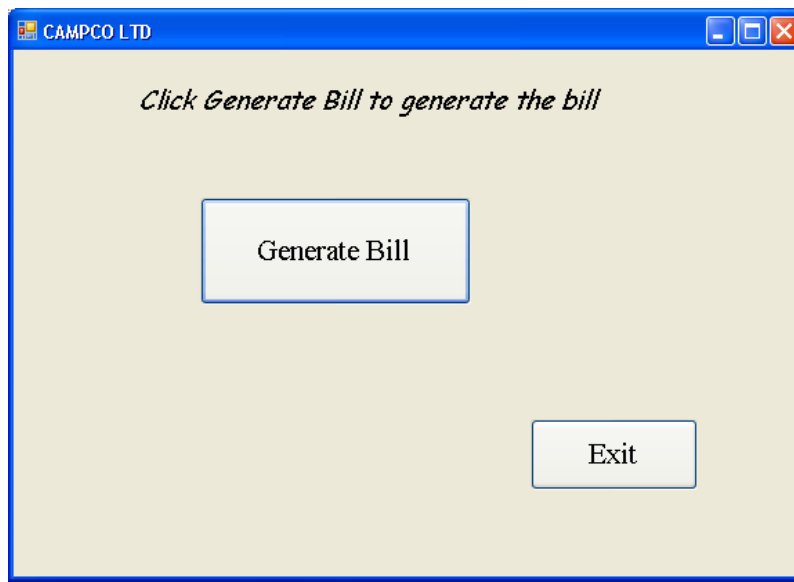 CAMPCO LTD
Click Generate Bill to generate the bill
Generate Bill
Exit